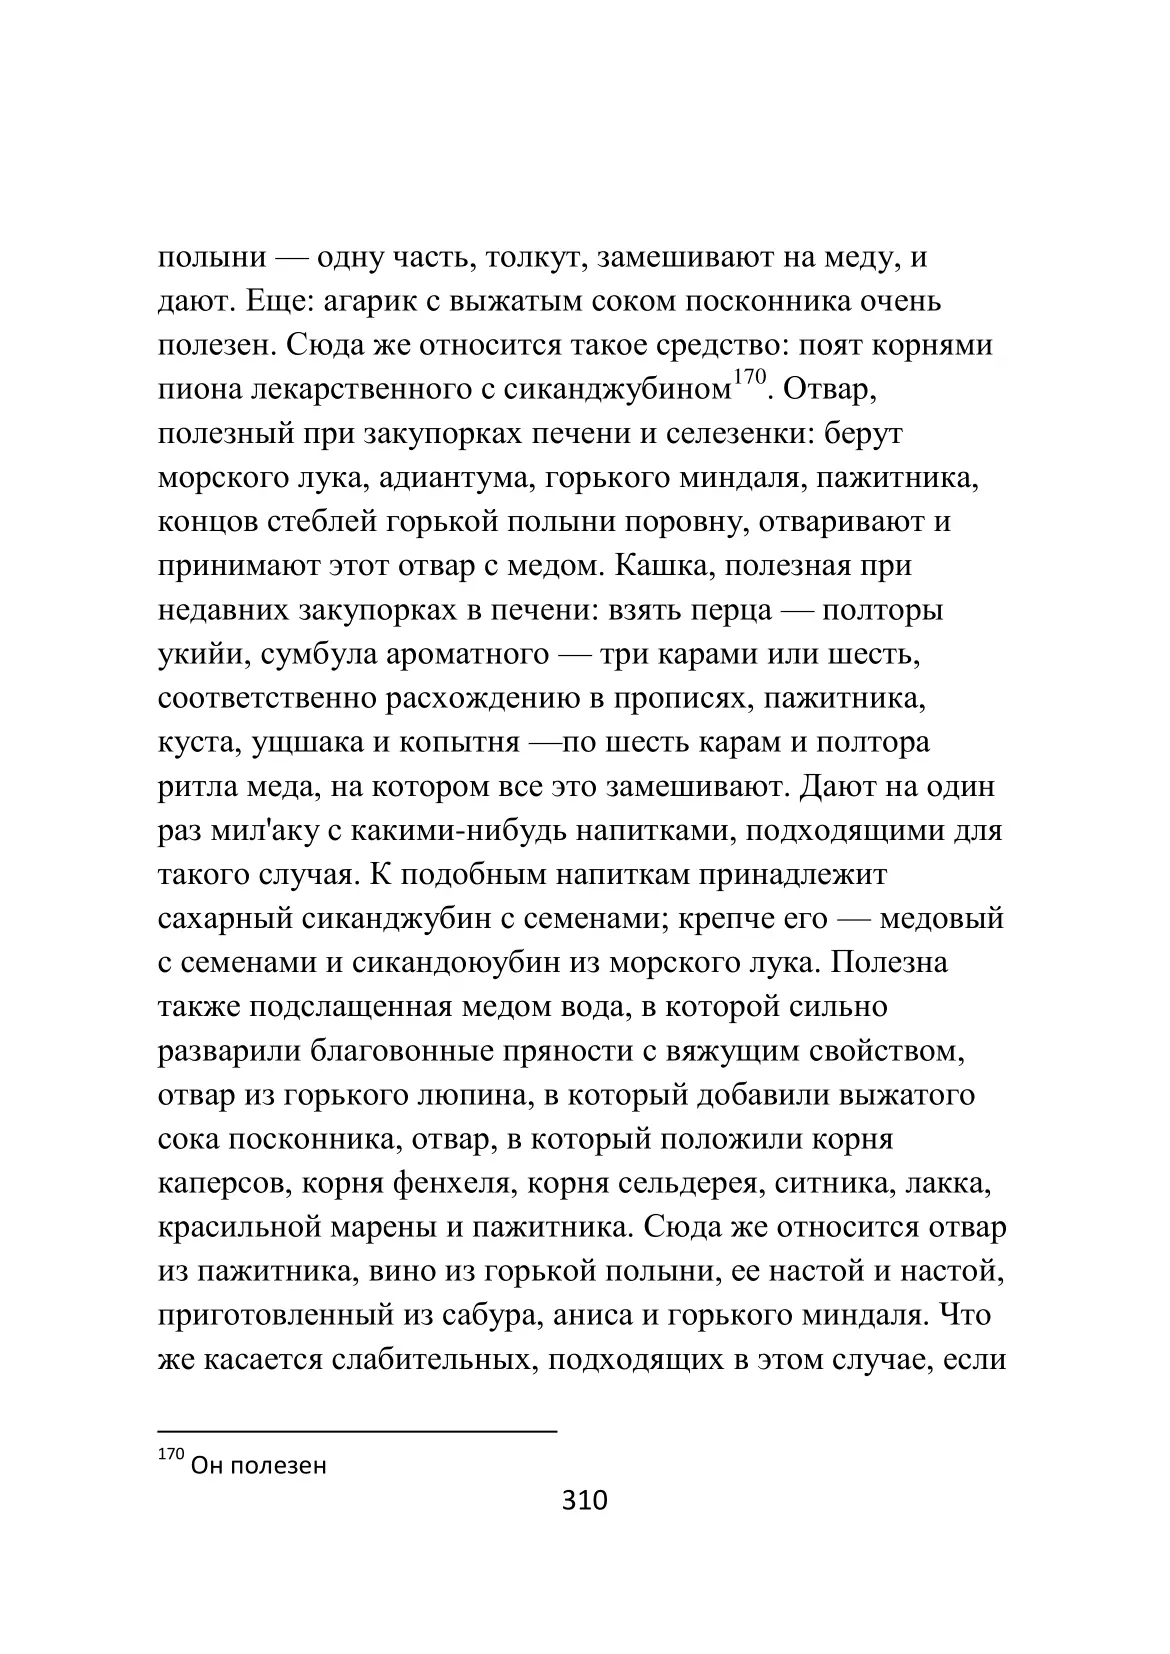 полыни — одну часть, толкут, замешивают на меду, и
дают. Еще: агарик с выжатым соком посконника очень
полезен. Сюда же относится такое средство: поят корнями
пиона лекарственного с сиканджубином170. Отвар,
полезный при закупорках печени и селезенки: берут
морского лука, адиантума, горького миндаля, пажитника,
концов стеблей горькой полыни поровну, отваривают и
принимают этот отвар с медом. Кашка, полезная при
недавних закупорках в печени: взять перца — полторы
укийи, сумбула ароматного — три карами или шесть,
соответственно расхождению в прописях, пажитника,
куста, ущшака и копытня —по шесть карам и полтора
ритла меда, на котором все это замешивают. Дают на один
раз мил'аку с какими-нибудь напитками, подходящими для
такого случая. К подобным напиткам принадлежит
сахарный сиканджубин с семенами; крепче его — медовый
с семенами и сикандоюубин из морского лука. Полезна
также подслащенная медом вода, в которой сильно
разварили благовонные пряности с вяжущим свойством,
отвар из горького люпина, в который добавили выжатого
сока посконника, отвар, в который положили корня
каперсов, корня фенхеля, корня сельдерея, ситника, лакка,
красильной марены и пажитника. Сюда же относится отвар
из пажитника, вино из горькой полыни, ее настой и настой,
приготовленный из сабура, аниса и горького миндаля. Что
же касается слабительных, подходящих в этом случае, если
170 Он полезен
310